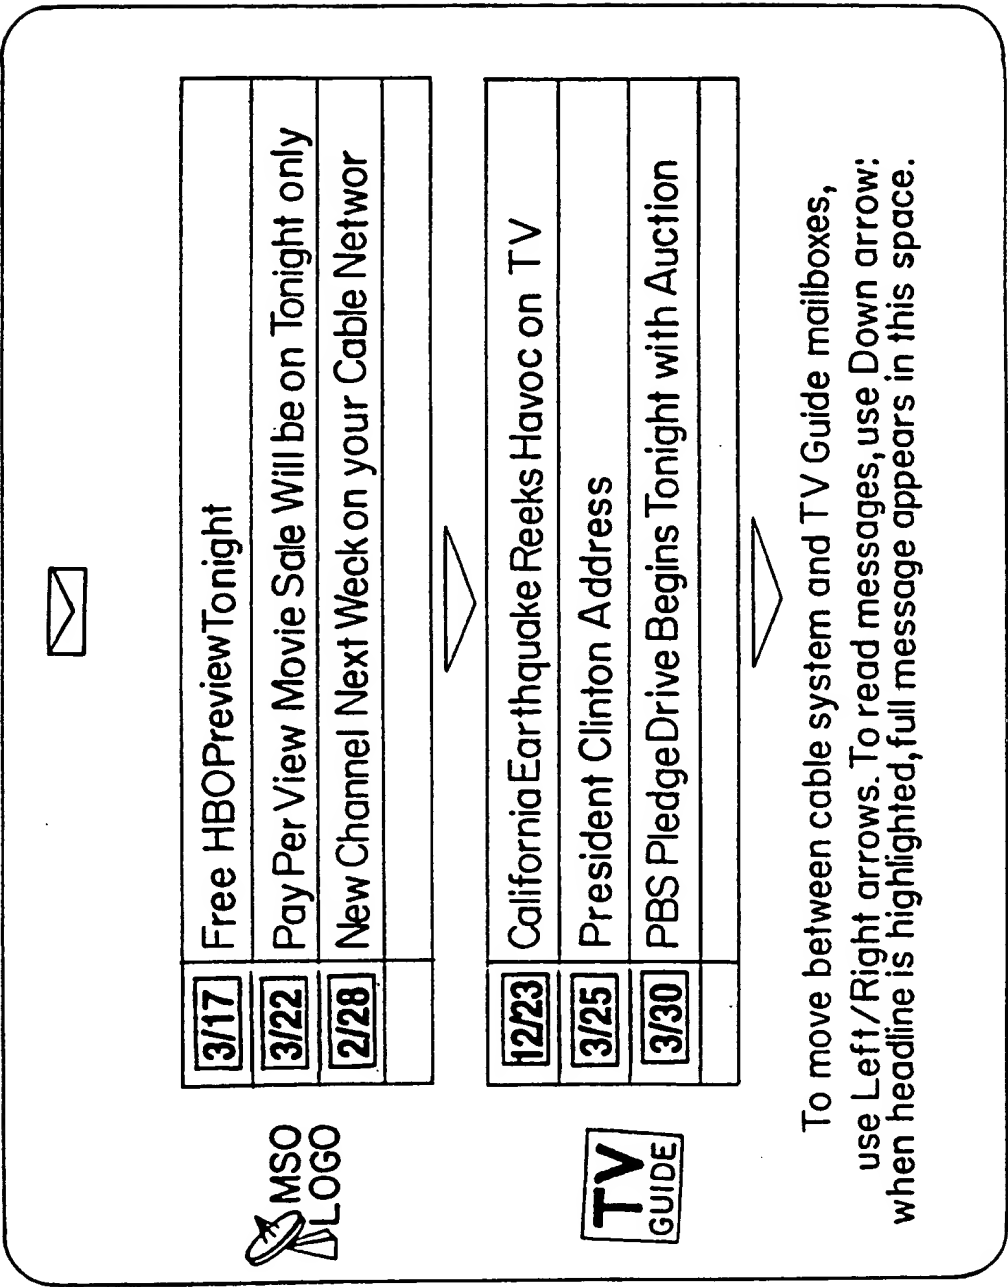 MSO
LOGO
3/17 Free HBO Preview Tonight
3/22 Pay Per View Movie Sale Will be on Tonight only
2/28 New Channel Next Weck on your Cable Networ
TV
GUIDE
12/23 California Earthquake Reeks Havoc on TV
3/25 President Clinton Address
3/30 PBS Pledge Drive Begins Tonight with Auction
To move between cable system and TV Guide mailboxes,
use Left/Right arrows. To read messages, use Down arrow:
when headline is highlighted, full message appears in this space.